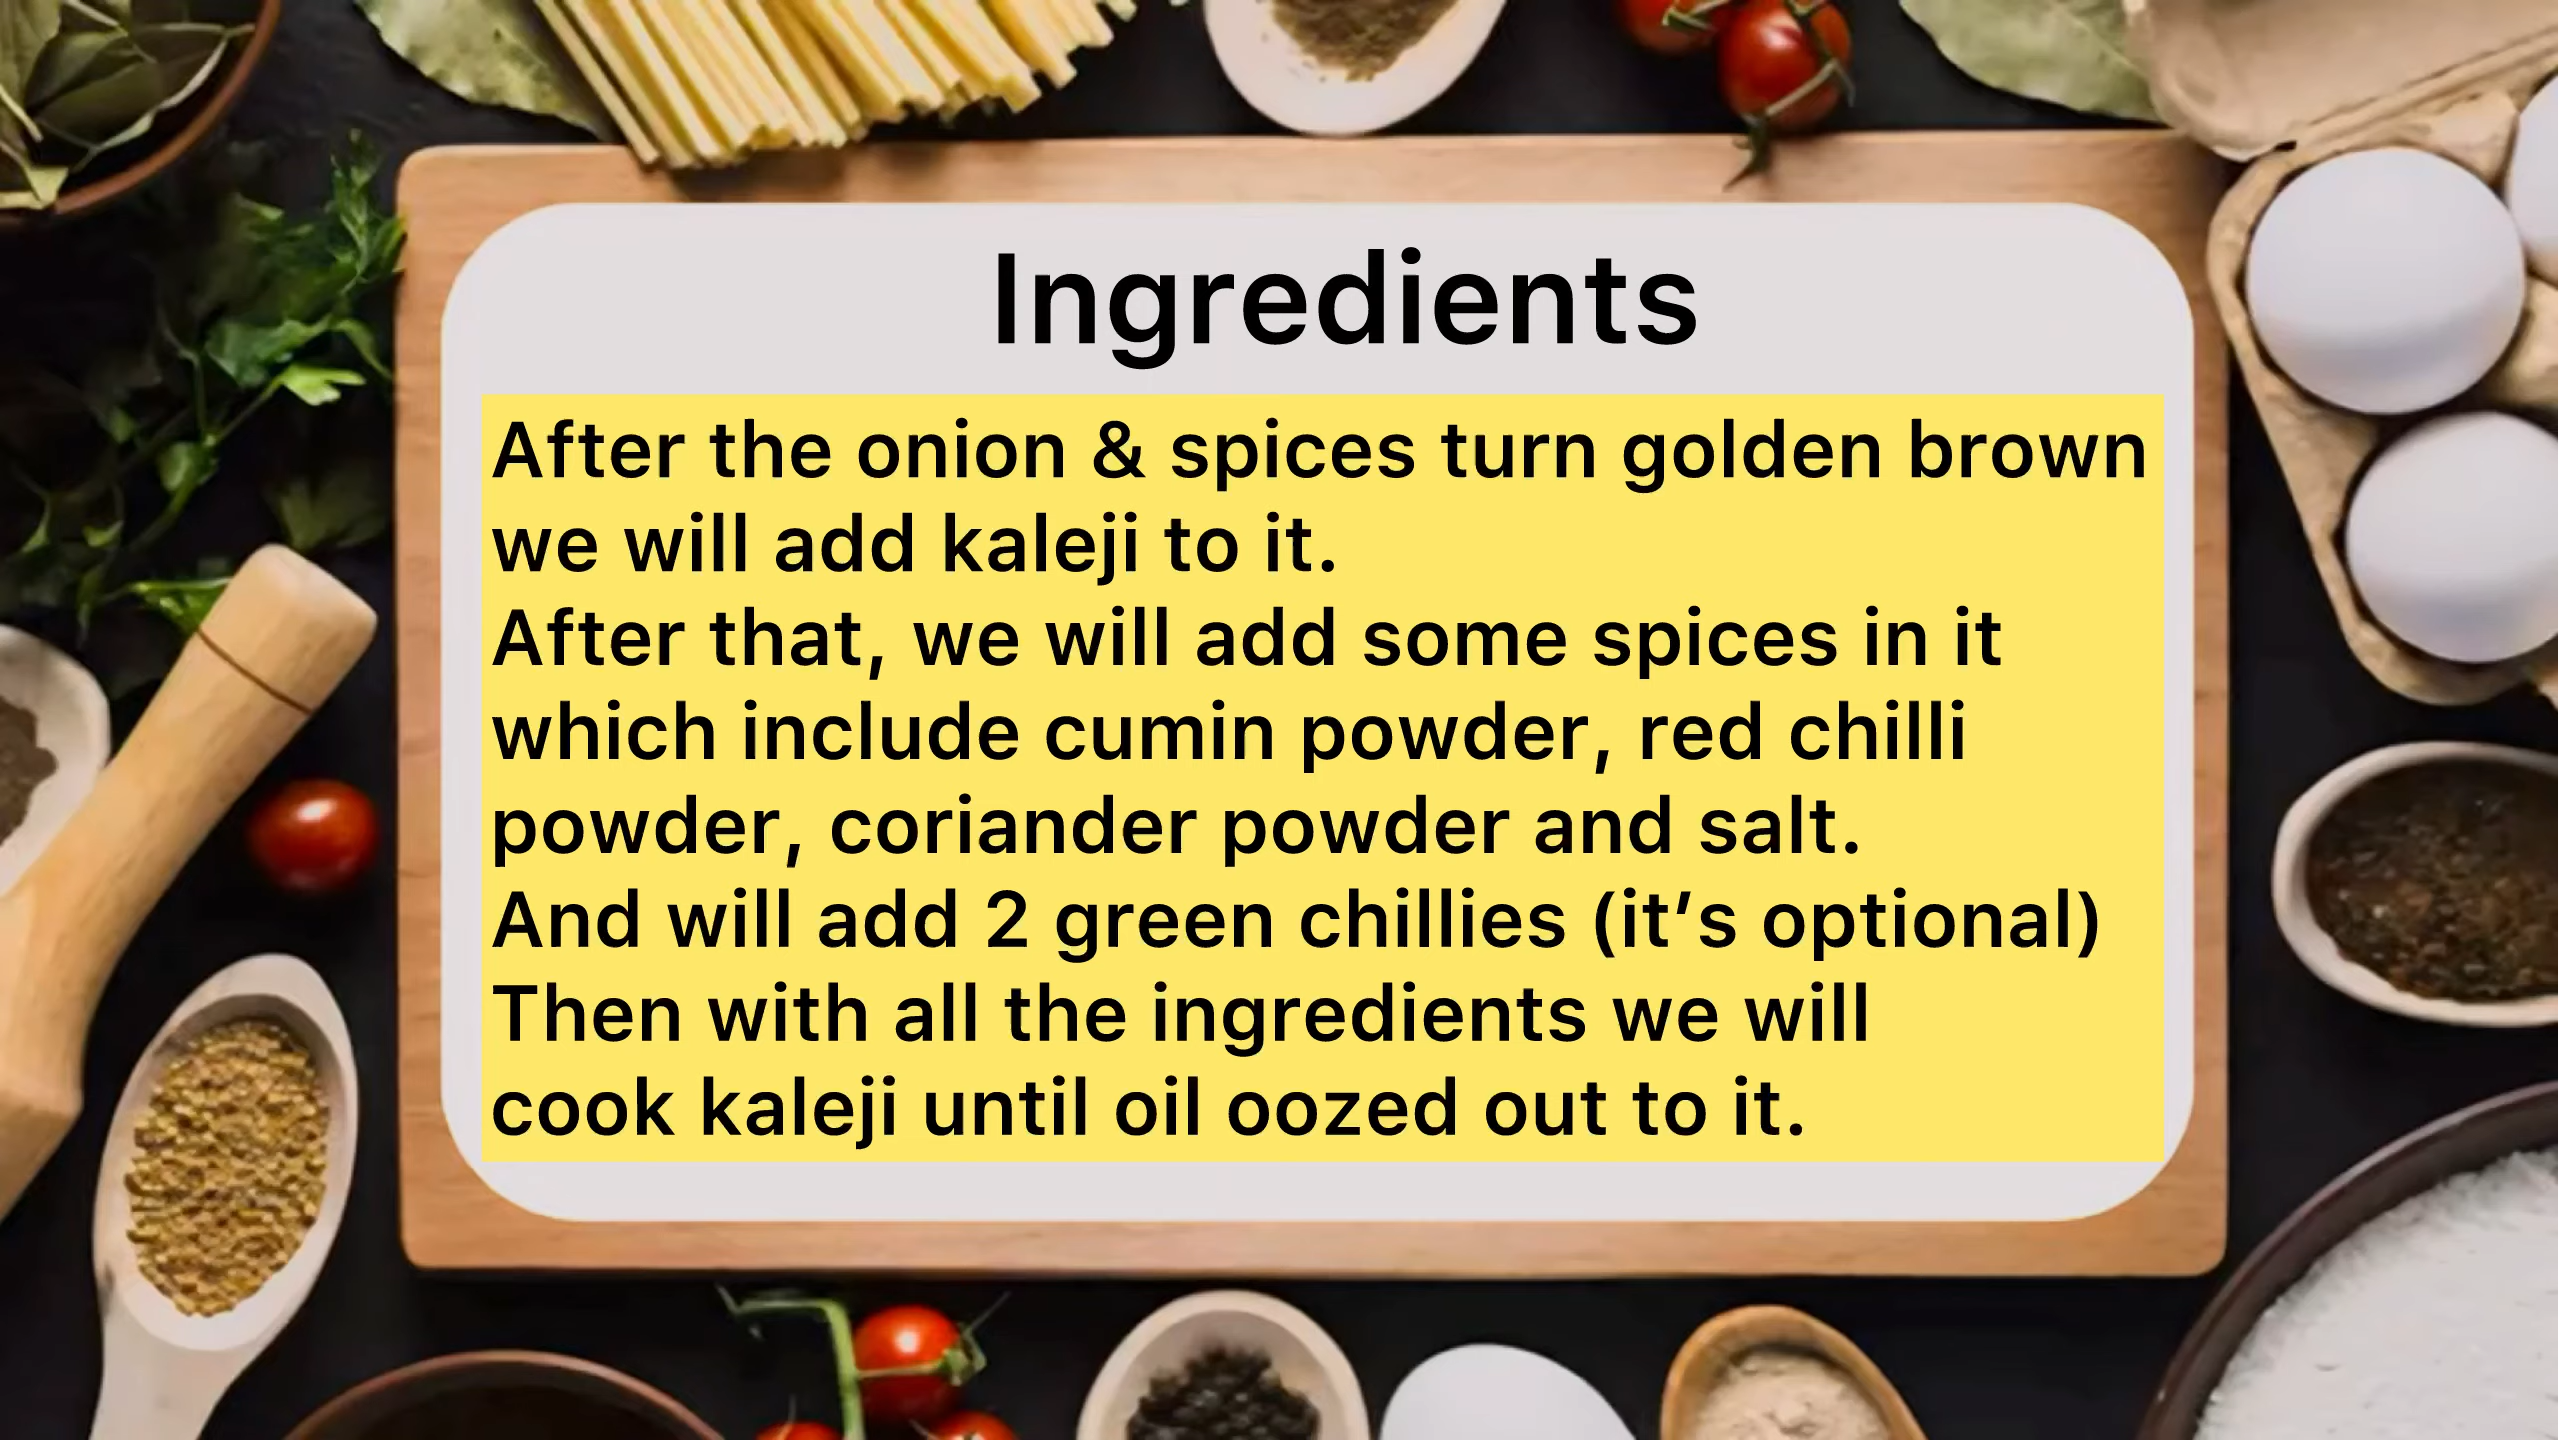 Ingredients
After the onion & spices turn golden brown
we will add kaleji to it.
After that, we will add some spices in it
which include cumin powder, red chilli
powder, coriander powder and salt.
And will add 2 green chillies (it’s optional)
Then with all the ingredients we will
cook kaleji until oil oozed out to it.